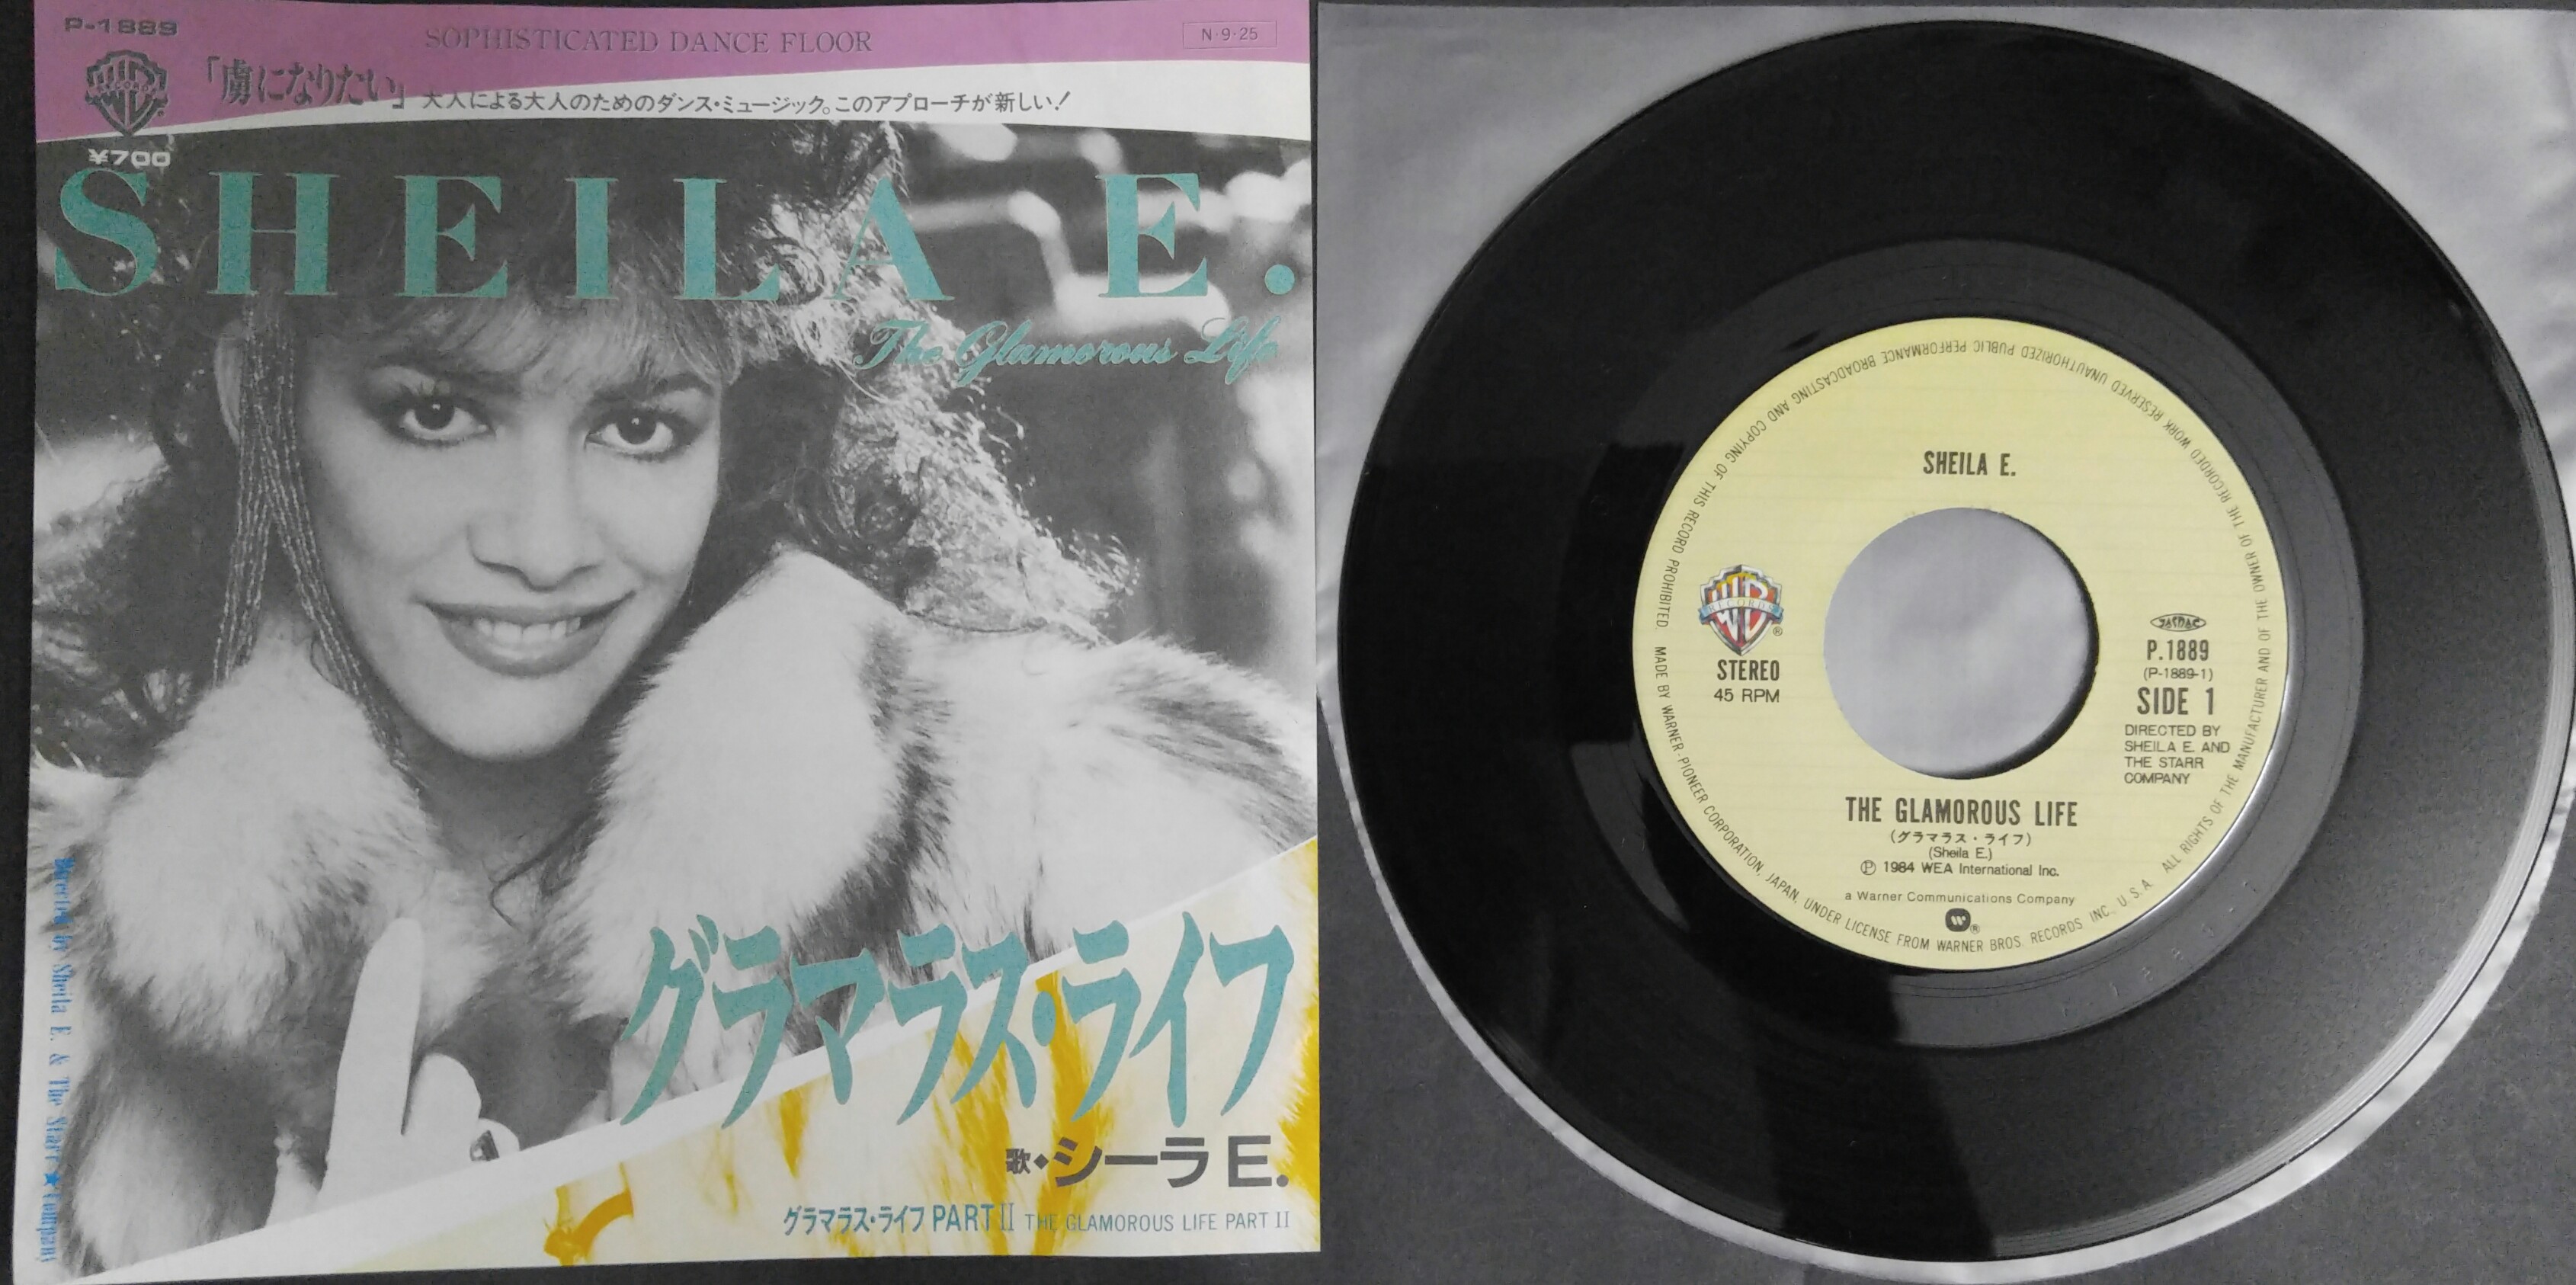 P-1889
SOPHISTICATED DANCE FLOOR
N·9·25
「虜になりたい」 大人による大人のためのダンス・ミュージック。このアプローチが新しい!
¥700
SHEILA E.
The Glamorous Life
Directed by Sheila E. & The Starr★Company
グラマラス・ライフ
歌・シーラE.
グラマラス・ライフ PART II THE GLAMOROUS LIFE PART II
SHEILA E.
RECORDS
STEREO
45 RPM
JASRAC
P.1889
(P-1889-1)
SIDE 1
DIRECTED BY
SHEILA E. AND
THE STARR
COMPANY
THE GLAMOROUS LIFE
(グラマラス・ライフ)
(Sheila E.)
Ⓟ 1984 WEA International Inc.
a Warner Communications Company
MADE BY WARNER-PIONEER CORPORATION, JAPAN, UNDER LICENSE FROM WARNER BROS. RECORDS INC., U.S.A. ALL RIGHTS OF THE MANUFACTURER AND OF THE OWNER OF THE RECORDED WORK RESERVED UNAUTHORIZED PUBLIC PERFORMANCE BROADCASTING AND COPYING OF THIS RECORD PROHIBITED